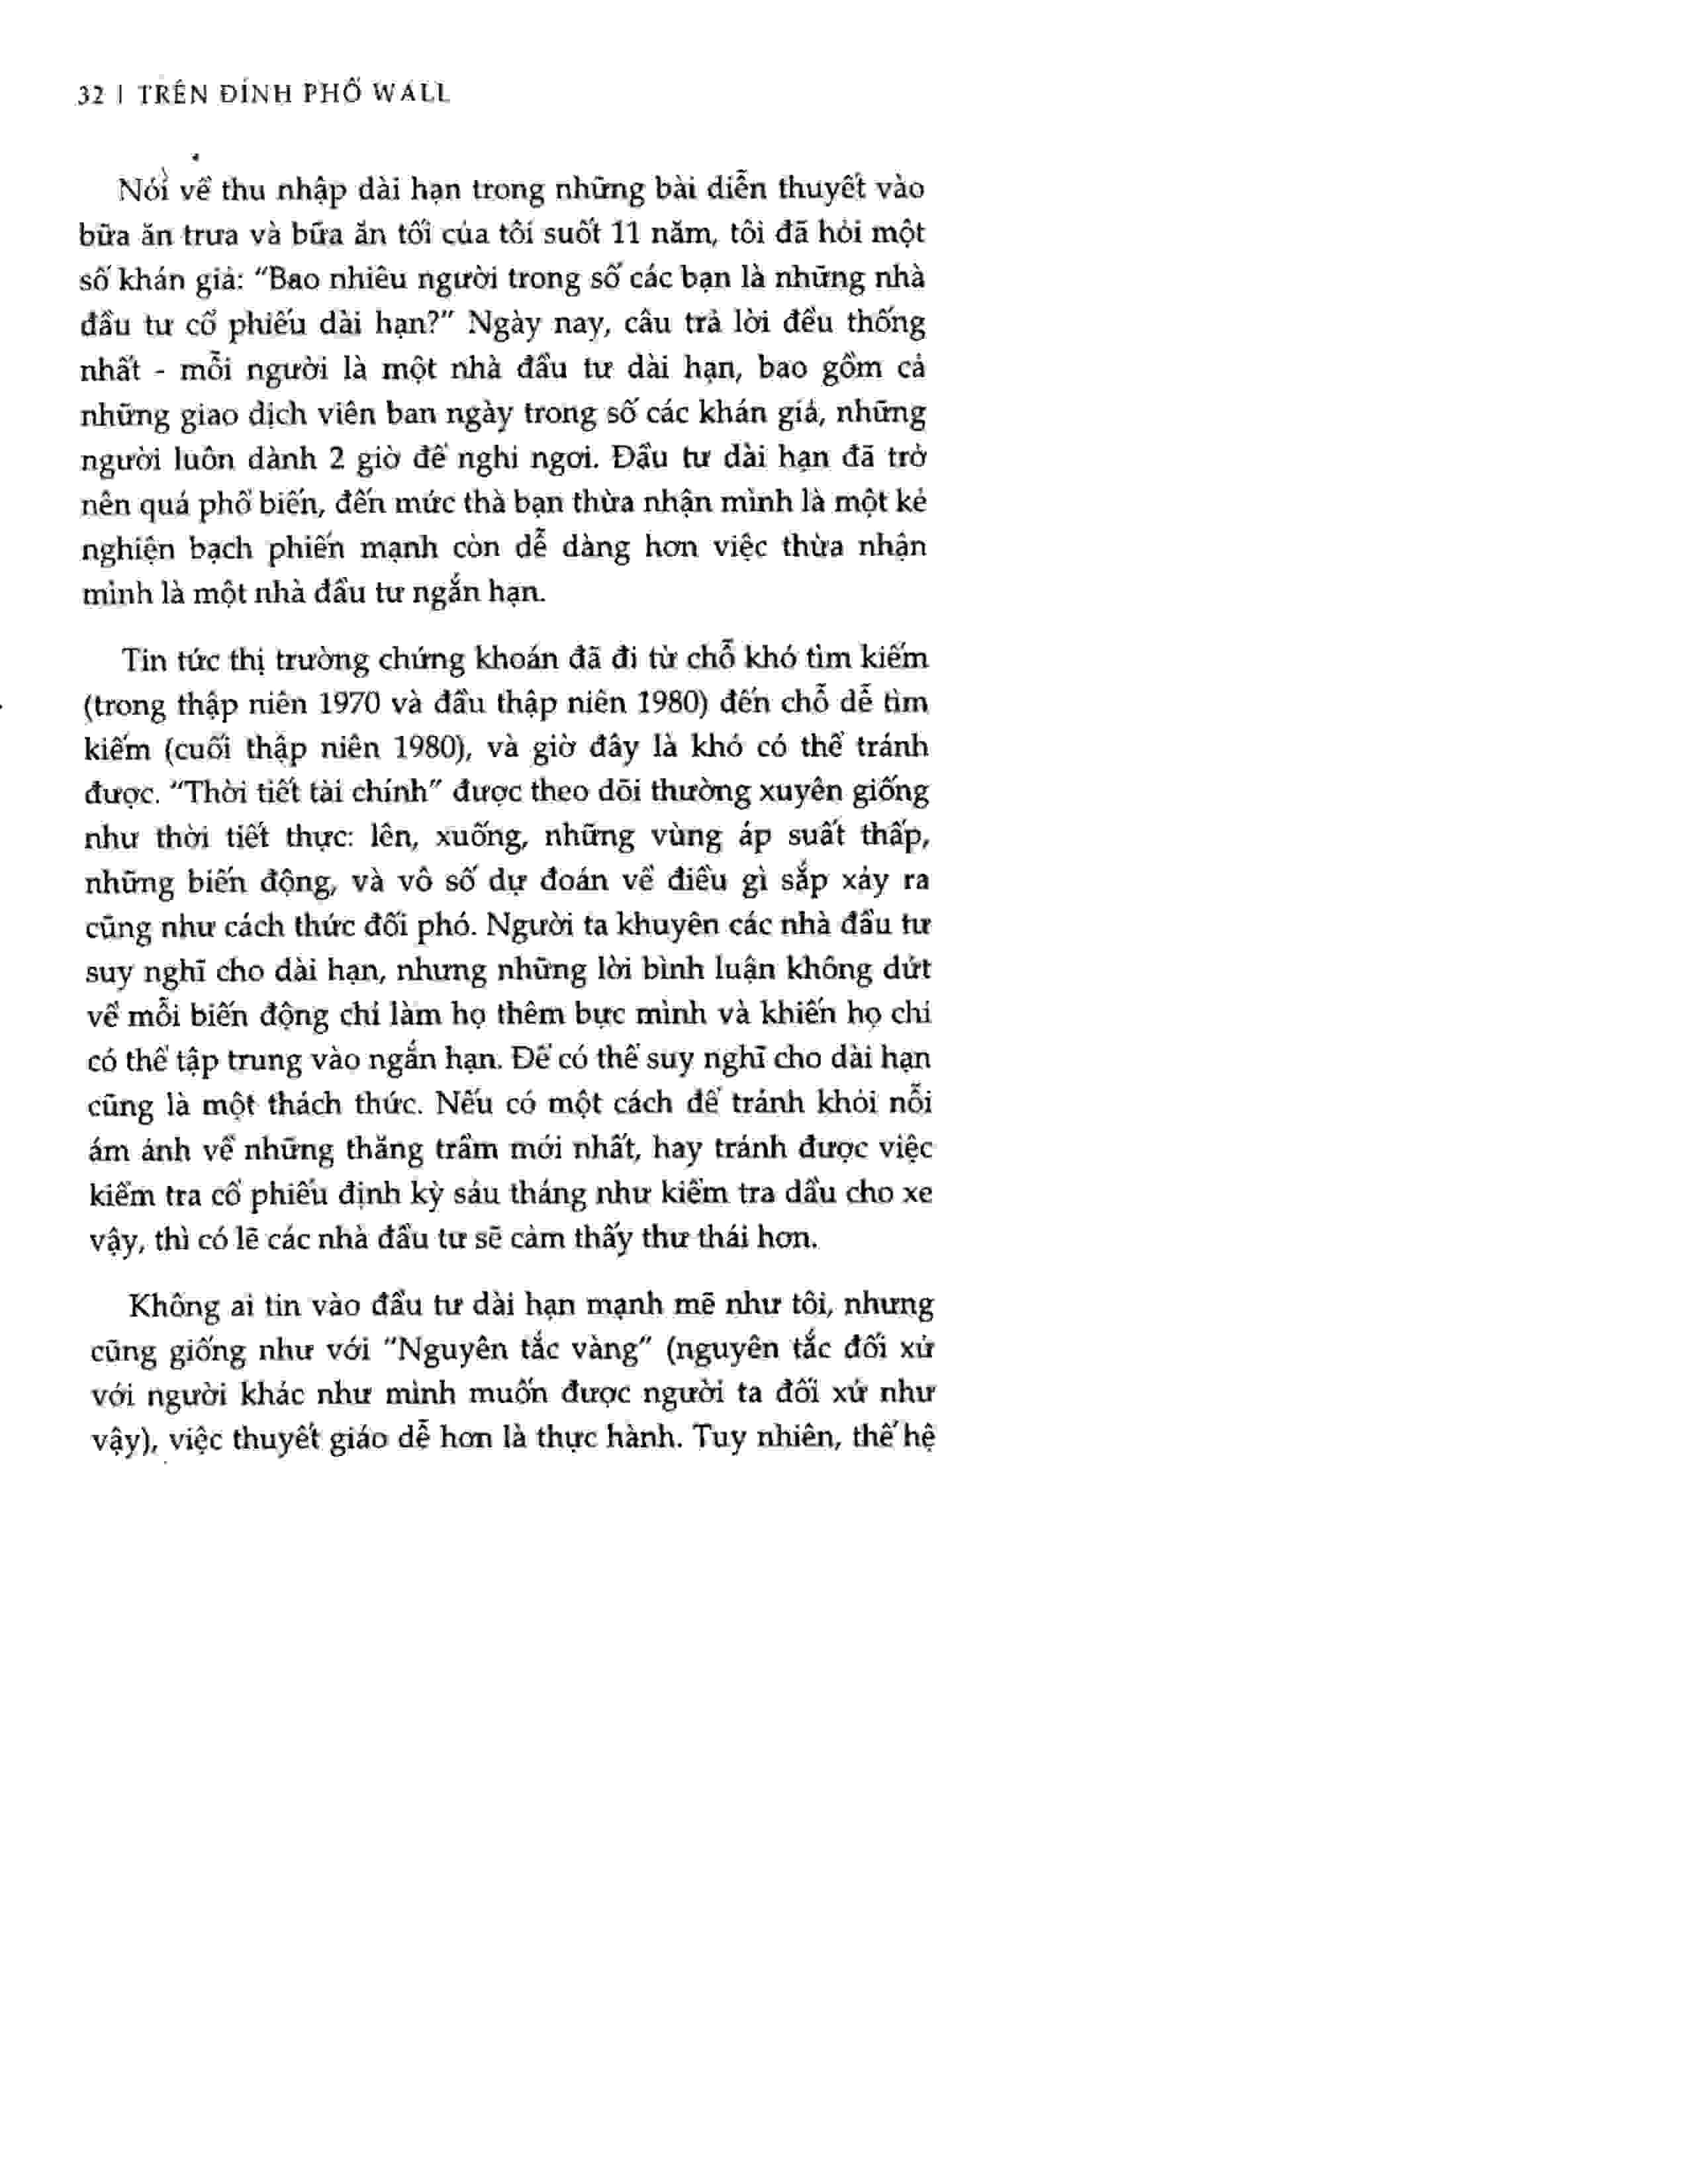 32 | TRÊN ĐỈNH PHỐ WALL
Nói về thu nhập dài hạn trong những bài diễn thuyết vào
bữa ăn trưa và bữa ăn tối của tôi suốt 11 năm, tôi đã hỏi một
số khán giả: "Bao nhiêu người trong số các bạn là những nhà
đầu tư cổ phiếu dài hạn?" Ngày nay, câu trả lời đều thống
nhất - mỗi người là một nhà đầu tư dài hạn, bao gồm cả
những giao dịch viên ban ngày trong số các khán giả, những
người luôn dành 2 giờ để nghỉ ngơi. Đầu tư dài hạn đã trở
nên quá phổ biến, đến mức thà bạn thừa nhận mình là một kẻ
nghiện bạch phiến mạnh còn dễ dàng hơn việc thừa nhận
mình là một nhà đầu tư ngắn hạn.
Tin tức thị trường chứng khoán đã đi từ chỗ khó tìm kiếm
(trong thập niên 1970 và đầu thập niên 1980) đến chỗ dễ tìm
kiếm (cuối thập niên 1980), và giờ đây là khó có thể tránh
được. "Thời tiết tài chính" được theo dõi thường xuyên giống
như thời tiết thực: lên, xuống, những vùng áp suất thấp,
những biến động, và vô số dự đoán về điều gì sắp xảy ra
cũng như cách thức đối phó. Người ta khuyên các nhà đầu tư
suy nghĩ cho dài hạn, nhưng những lời bình luận không dứt
về mỗi biến động chỉ làm họ thêm bực mình và khiến họ chỉ
có thể tập trung vào ngắn hạn. Để có thể suy nghĩ cho dài hạn
cũng là một thách thức. Nếu có một cách để tránh khỏi nỗi
ám ảnh về những thăng trầm mới nhất, hay tránh được việc
kiểm tra cổ phiếu định kỳ sáu tháng như kiểm tra dầu cho xe
vậy, thì có lẽ các nhà đầu tư sẽ cảm thấy thư thái hơn.
Không ai tin vào đầu tư dài hạn mạnh mẽ như tôi, nhưng
cũng giống như với "Nguyên tắc vàng" (nguyên tắc đối xử
với người khác như mình muốn được người ta đối xử như
vậy), việc thuyết giáo dễ hơn là thực hành. Tuy nhiên, thế hệ